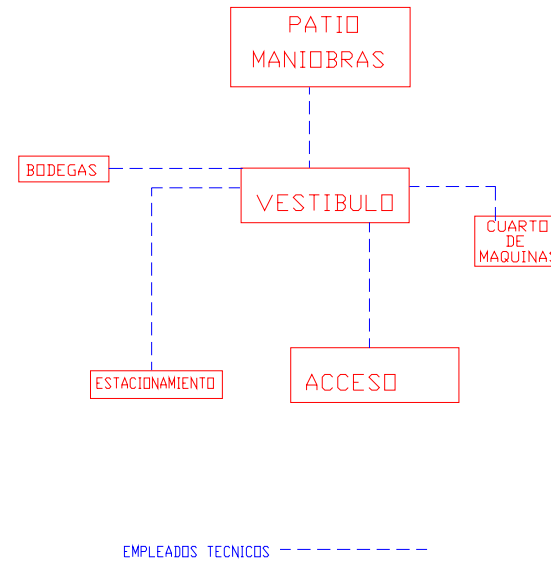 PATIO
MANIOBRAS
BODEGAS
VESTIBULO
CUARTO
DE
MAQUINAS
ESTACIONAMIENTO
ACCESO
EMPLEADOS TECNICOS